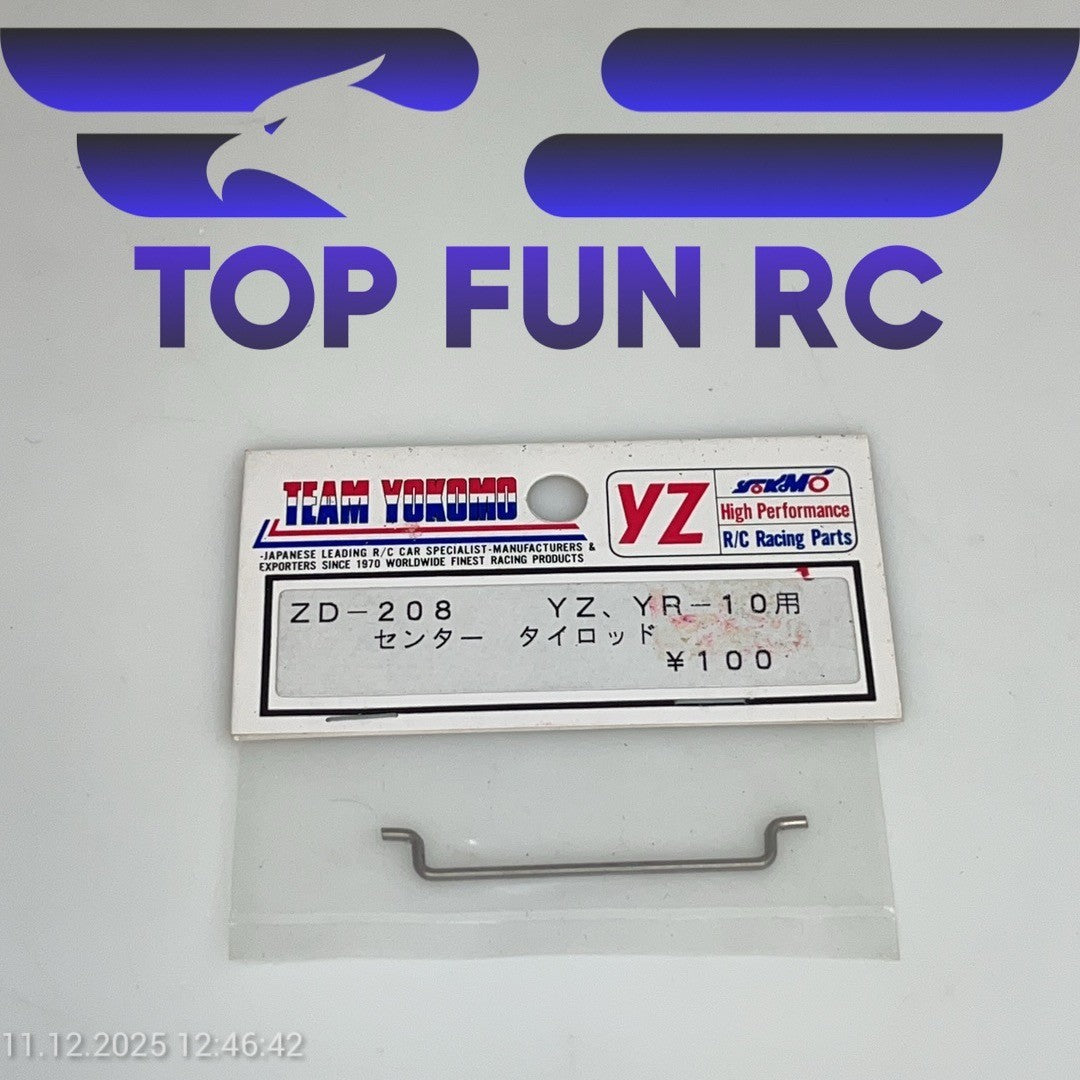 TOP FUN RC
TEAM YOKOMO
-JAPANESE LEADING R/C CAR SPECIALIST-MANUFACTURERS &
EXPORTERS SINCE 1970 WORLDWIDE FINEST RACING PRODUCTS
YZ
YOKOMO
High Performance
R/C Racing Parts
ZD-208 YZ、YR-10用
センター タイロッド
¥100
11.12.2025 12:46:42